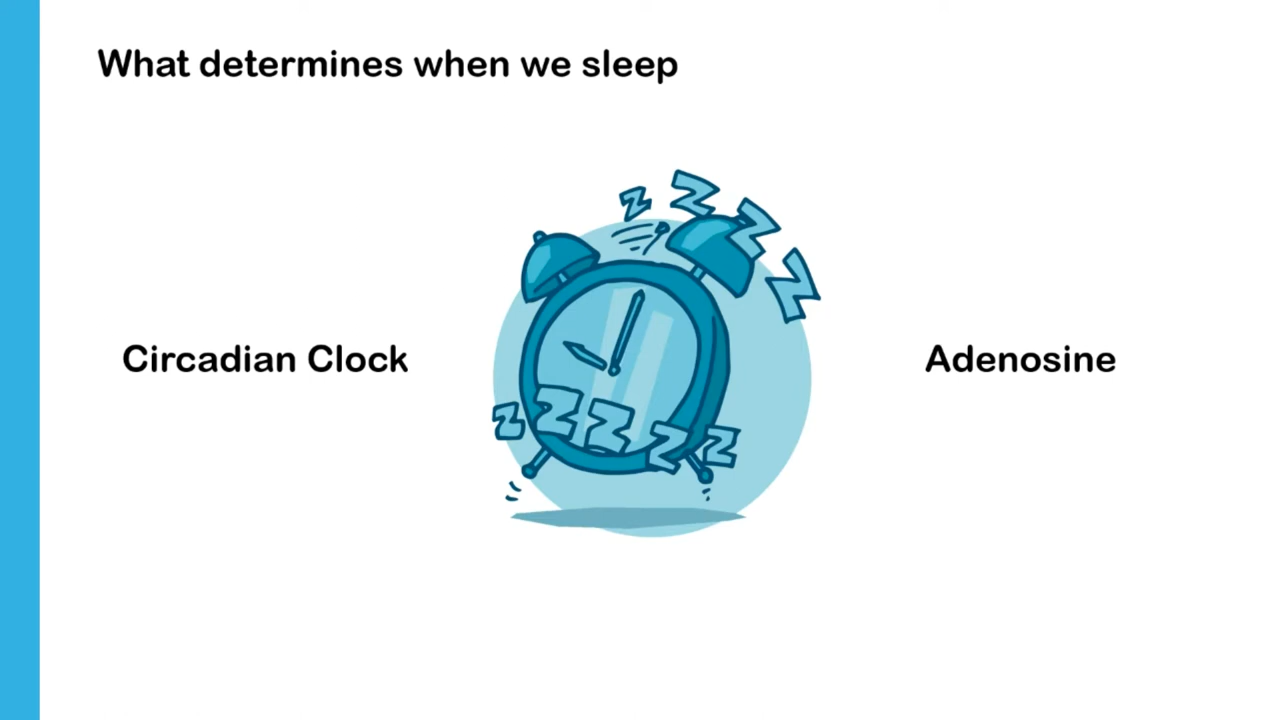 What determines when we sleep
z Z Z Z
Circadian Clock
Adenosine
z Z Z Z Z